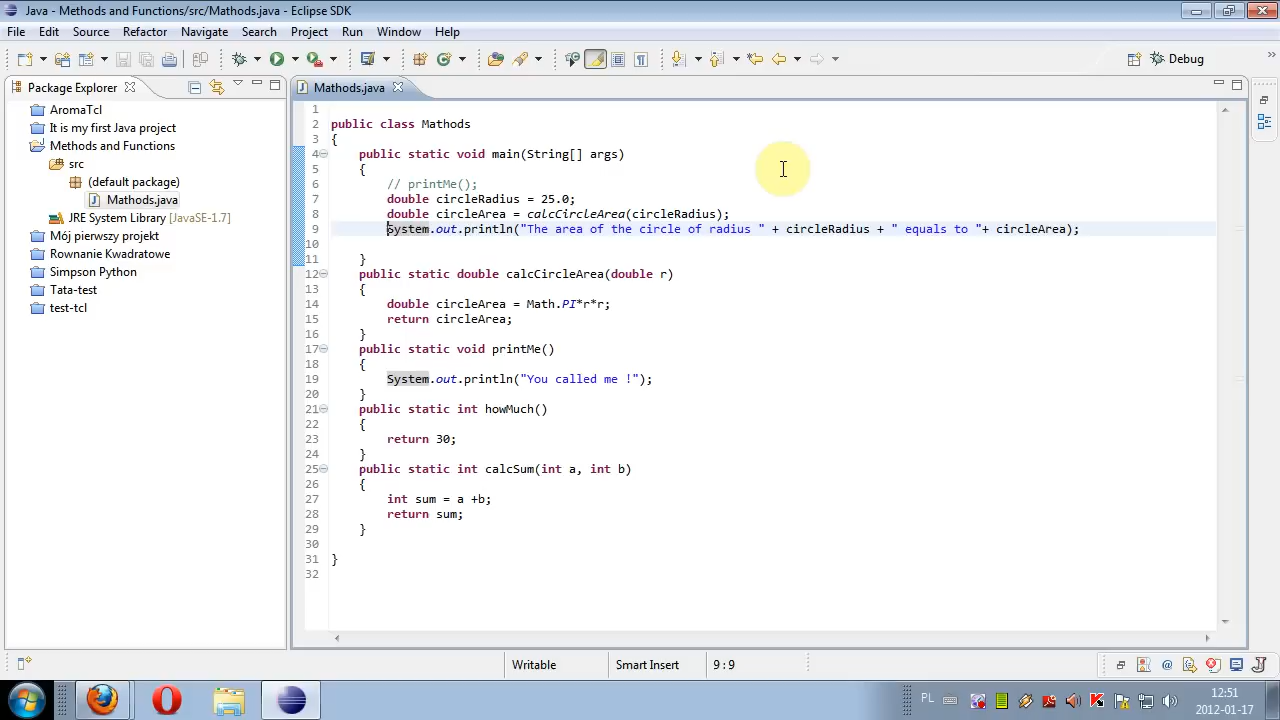 Java - Methods and Functions/src/Mathods.java - Eclipse SDK
File Edit Source Refactor Navigate Search Project Run Window Help
Debug
Package Explorer
AromaTcl
It is my first Java project
Methods and Functions
src
(default package)
Mathods.java
JRE System Library [JavaSE-1.7]
Mój pierwszy projekt
Rownanie Kwadratowe
Simpson Python
Tata-test
test-tcl
Mathods.java
1
2 public class Mathods
3 {
4 public static void main(String[] args)
5 {
6 // printMe();
7 double circleRadius = 25.0;
8 double circleArea = calcCircleArea(circleRadius);
9 System.out.println("The area of the circle of radius " + circleRadius + " equals to "+ circleArea);
10
11 }
12 public static double calcCircleArea(double r)
13 {
14 double circleArea = Math.PI*r*r;
15 return circleArea;
16 }
17 public static void printMe()
18 {
19 System.out.println("You called me !");
20 }
21 public static int howMuch()
22 {
23 return 30;
24 }
25 public static int calcSum(int a, int b)
26 {
27 int sum = a +b;
28 return sum;
29 }
30
31 }
32
Writable Smart Insert 9 : 9
PL
12:51
2012-01-17